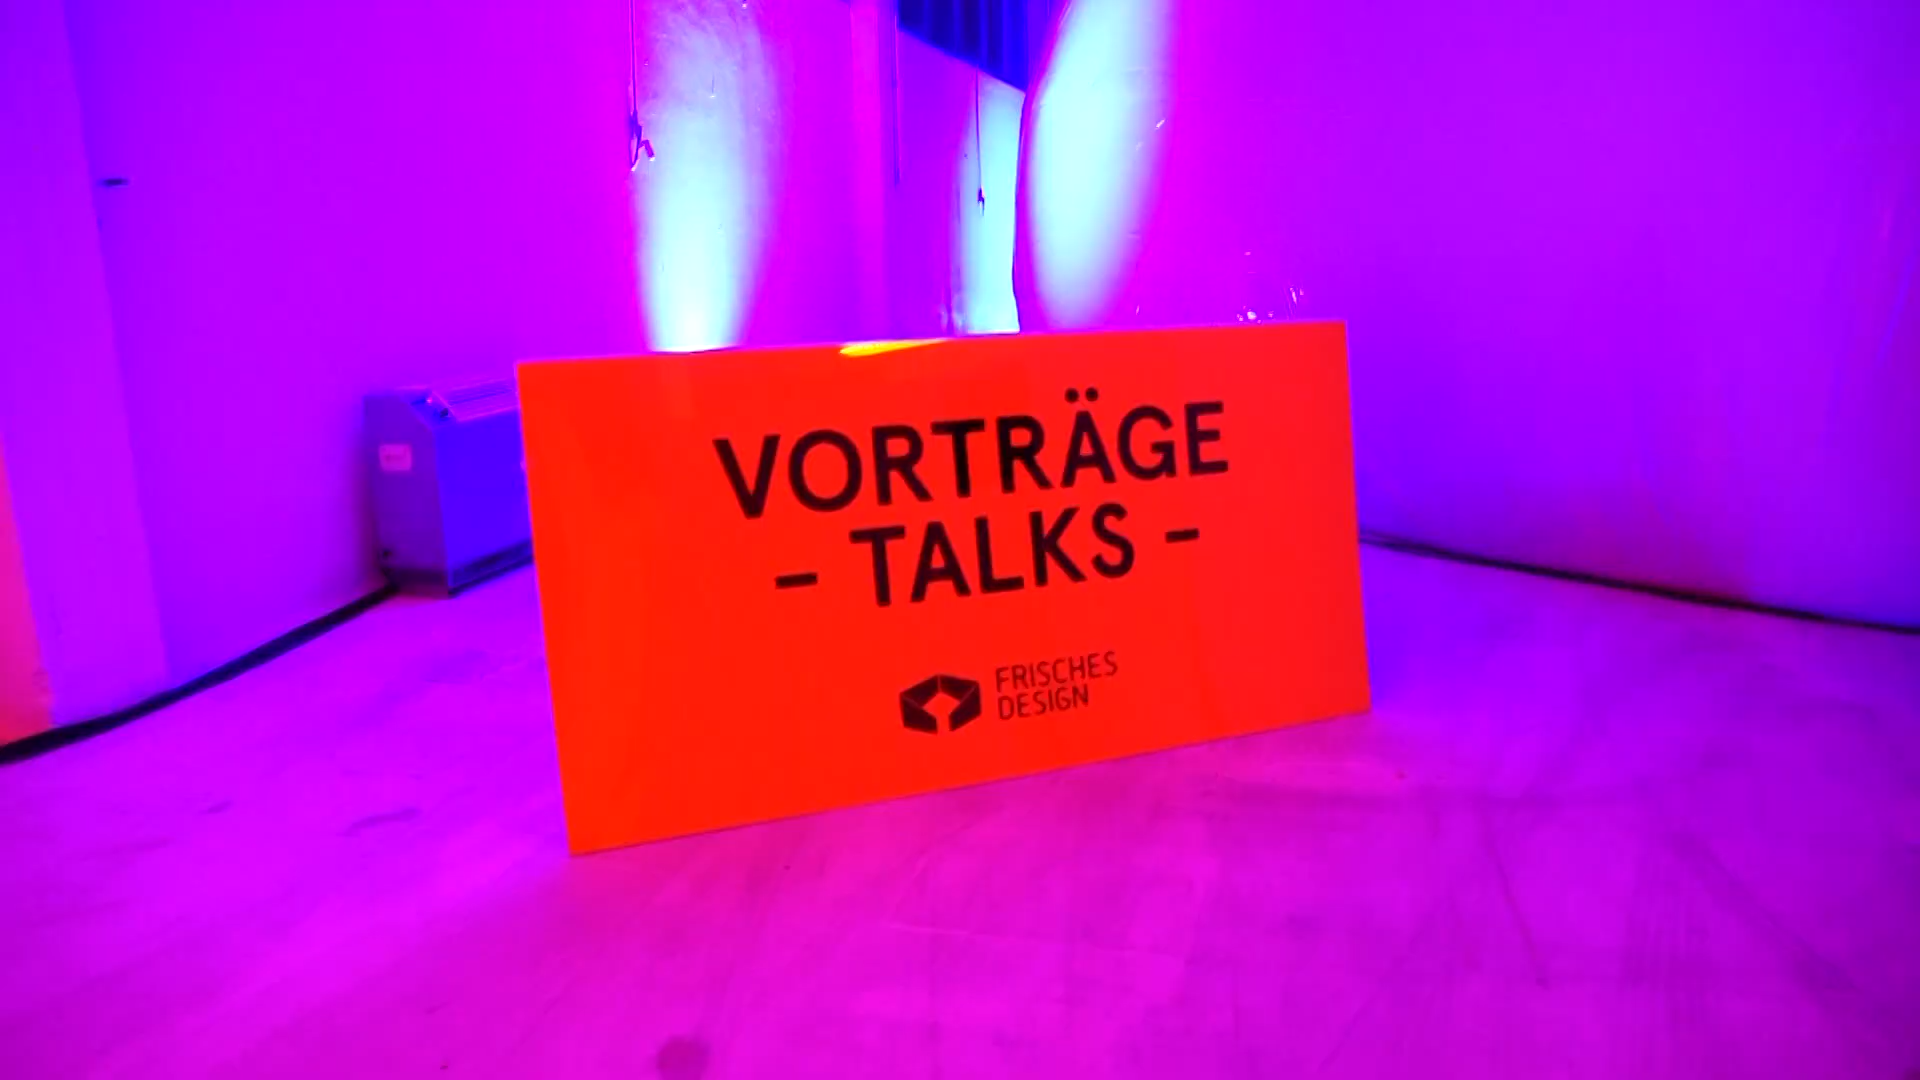 VORTRÄGE
- TALKS -
FRISCHES
DESIGN